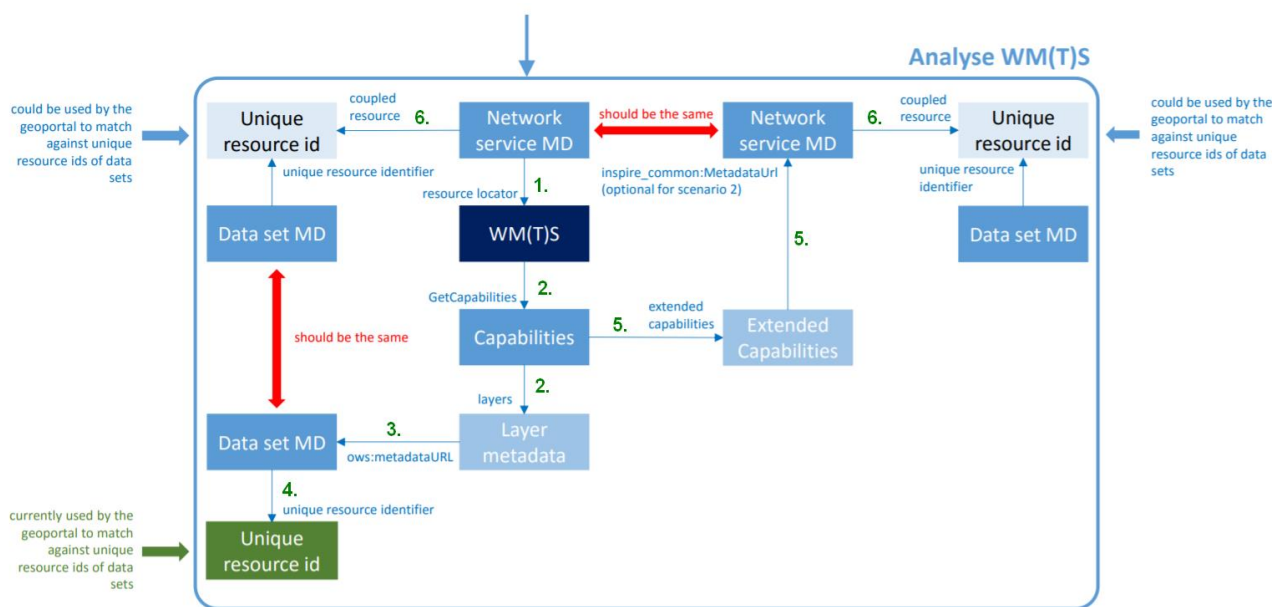 Analyse WM(T)S
could be used by the
geoportal to match
against unique
resource ids of data
sets
Unique
resource id
coupled
resource
6.
Network
service MD
should be the same
Network
service MD
6.
coupled
resource
Unique
resource id
could be used by the
geoportal to match
against unique
resource ids of data
sets
unique resource identifier
1.
resource locator
inspire_common:MetadataUrl
(optional for scenario 2)
unique resource
identifier
Data set MD
WM(T)S
5.
Data set MD
2.
GetCapabilities
should be the same
Capabilities
5.
extended
capabilities
Extended
Capabilities
2.
layers
Data set MD
3.
ows:metadataURL
Layer
metadata
4.
unique resource identifier
currently used by the
geoportal to match
against unique
resource ids of data
sets
Unique
resource id